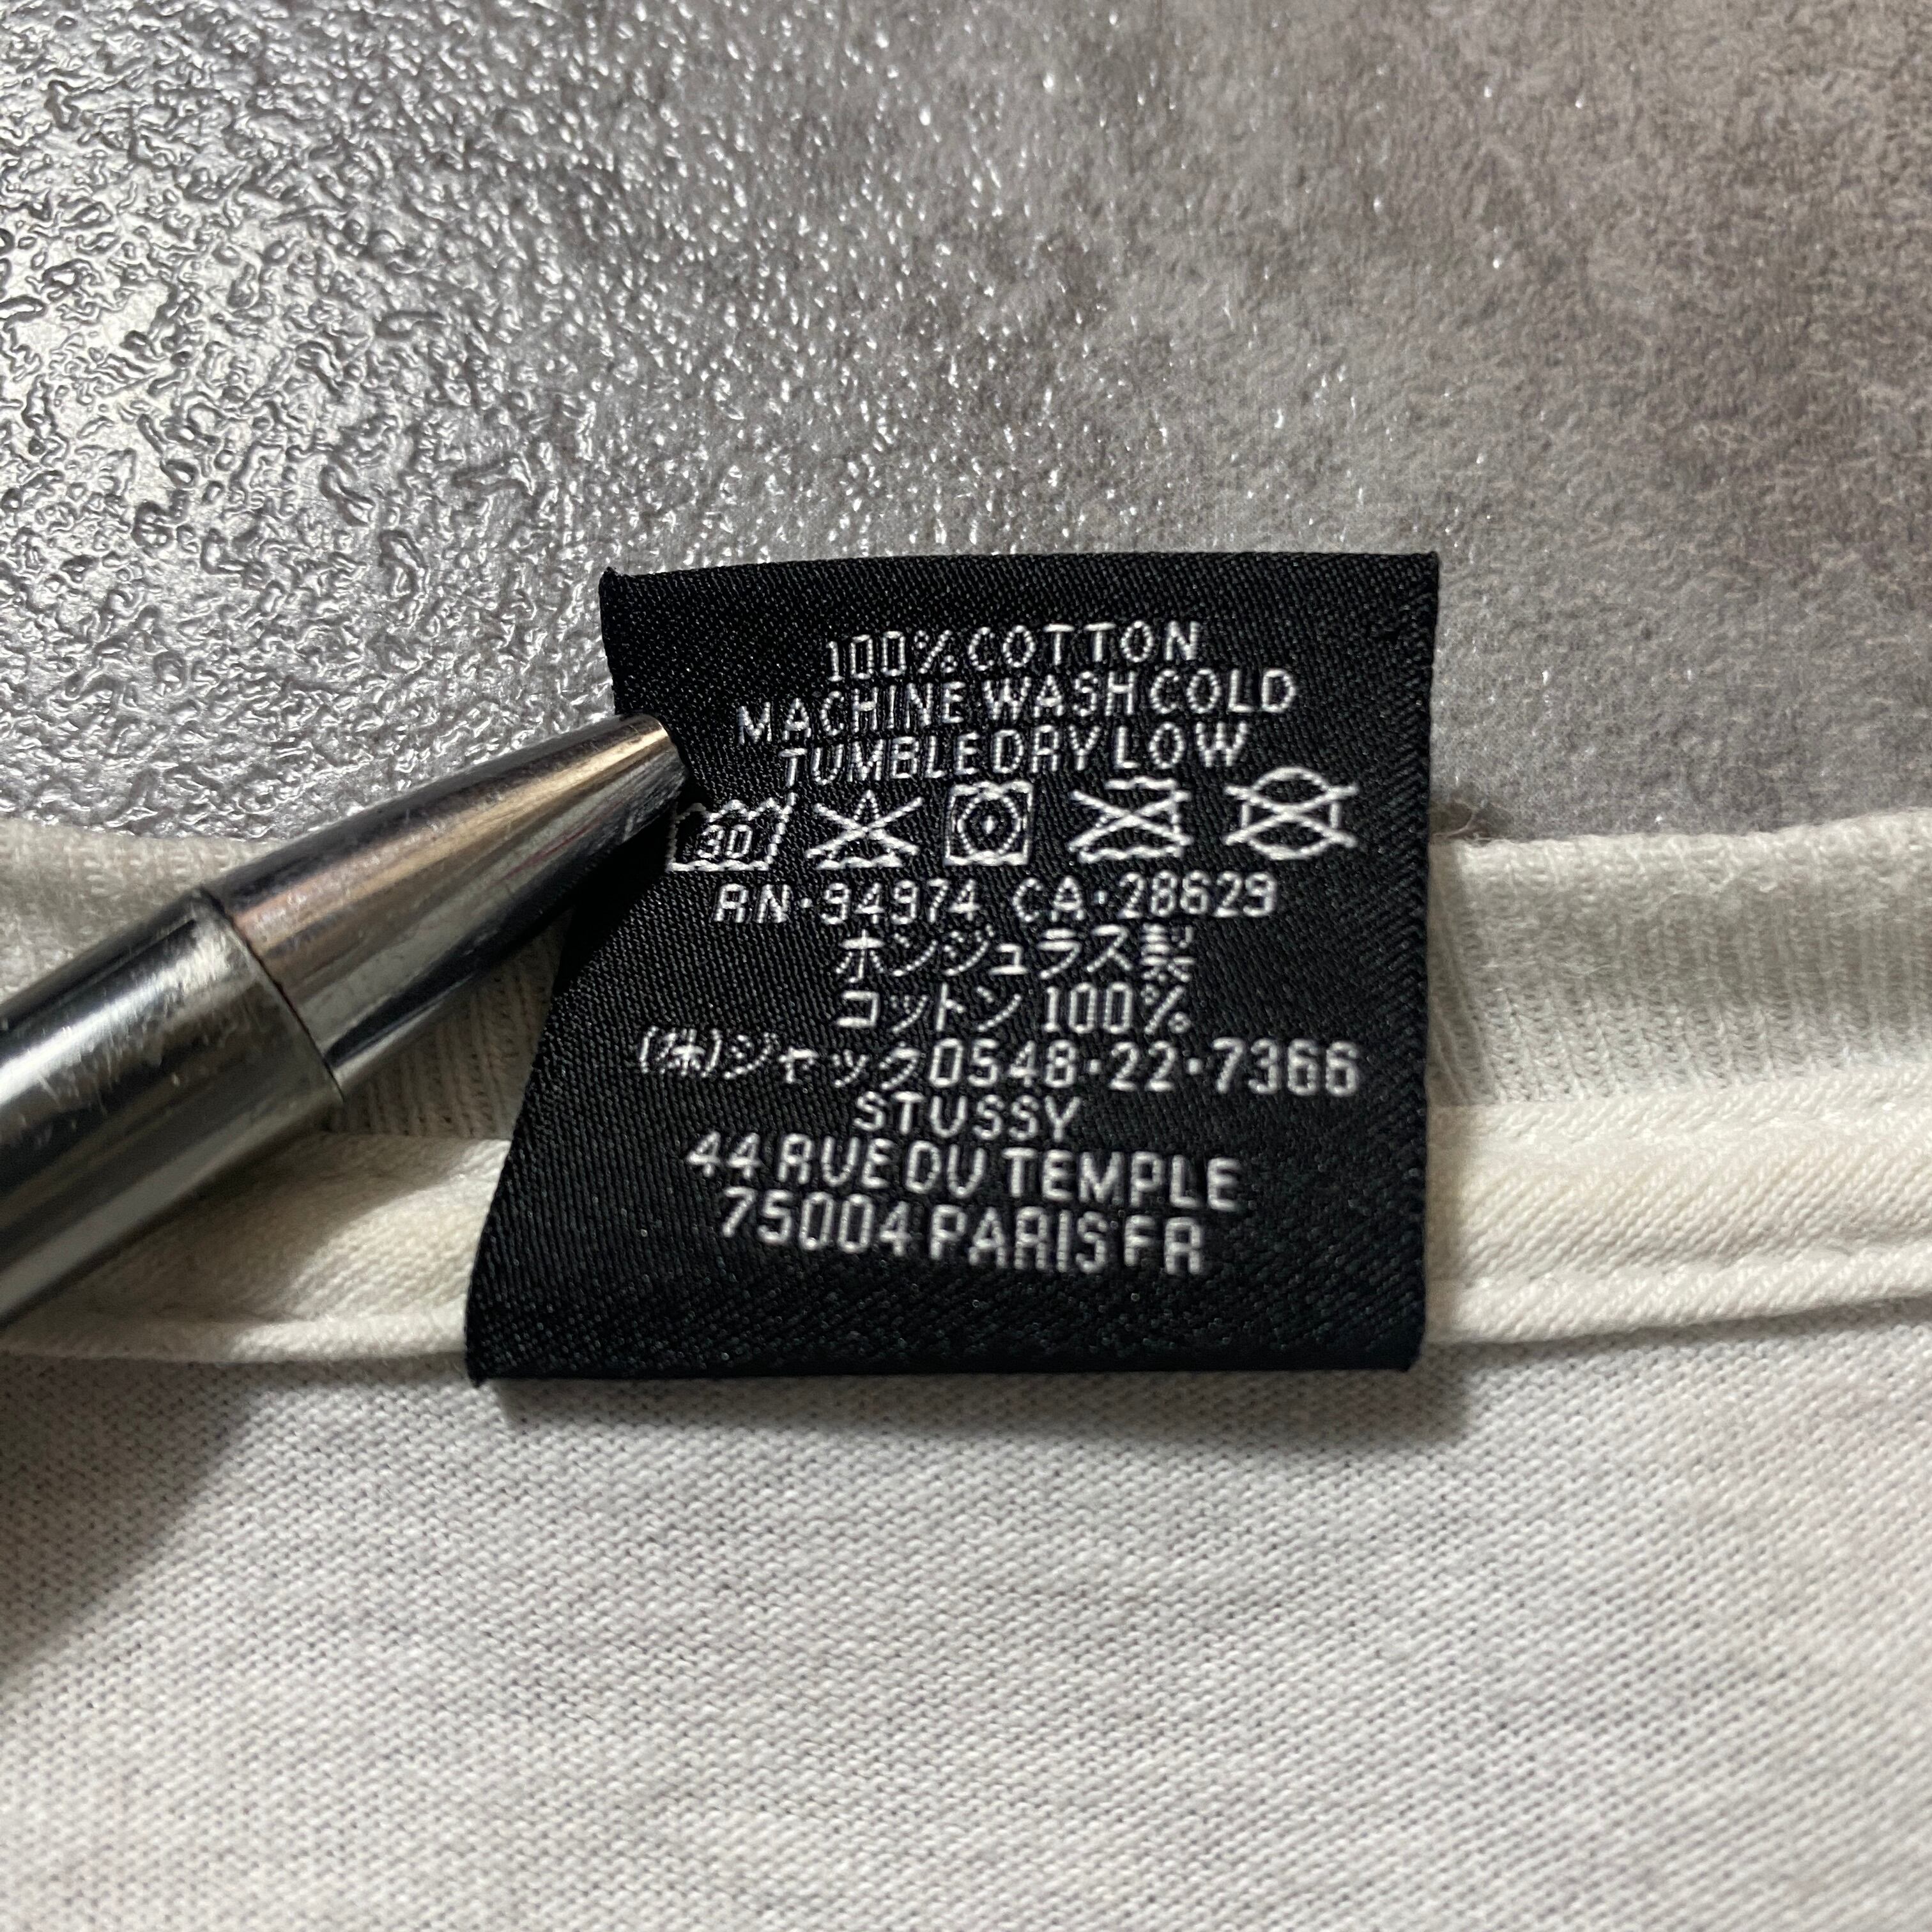 100% COTTON
MACHINE WASH COLD
TUMBLE DRY LOW
30
RN·94974 CA·28629
ホンジュラス製
コットン 100%
(株)ジャック0548·22·7366
STUSSY
44 RUE DU TEMPLE
75004 PARIS FR